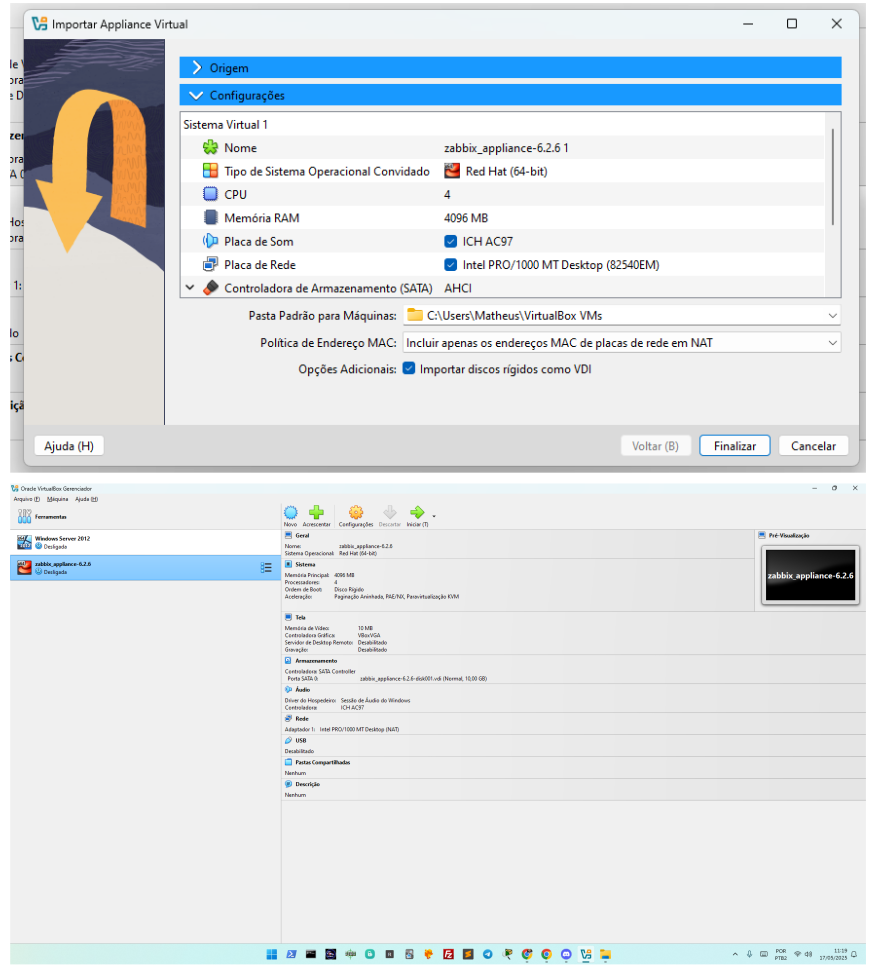 Importar Appliance Virtual
Origem
Configurações
Sistema Virtual 1
Nome zabbix_appliance-6.2.6 1
Tipo de Sistema Operacional Convidado Red Hat (64-bit)
CPU 4
Memória RAM 4096 MB
Placa de Som ICH AC97
Placa de Rede Intel PRO/1000 MT Desktop (82540EM)
Controladora de Armazenamento (SATA) AHCI
Pasta Padrão para Máquinas: C:\Users\Matheus\VirtualBox VMs
Política de Endereço MAC: Incluir apenas os endereços MAC de placas de rede em NAT
Opções Adicionais: Importar discos rígidos como VDI
Ajuda (H) Voltar (B) Finalizar Cancelar
Oracle VirtualBox Gerenciador
Arquivo (F) Máquina Ajuda (H)
Ferramentas
Novo Acrescentar Configurações Descartar Iniciar (T)
Windows Server 2012
Desligada
zabbix_appliance-6.2.6
Desligada
Geral
Nome: zabbix_appliance-6.2.6
Sistema Operacional: Red Hat (64-bit)
Sistema
Memória Principal: 4096 MB
Processadores: 4
Ordem de Boot: Disco Rígido
Aceleração: Paginação Aninhada, PAE/NX, Paravirtualização KVM
Tela
Memória de Vídeo: 10 MB
Controladora Gráfica: VBoxVGA
Servidor de Desktop Remoto: Desabilitado
Gravação: Desabilitado
Armazenamento
Controladora: SATA Controller
Porta SATA 0: zabbix_appliance-6.2.6-disk001.vdi (Normal, 10,00 GB)
Áudio
Driver do Hospedeiro: Sessão de Áudio do Windows
Controladora: ICH AC97
Rede
Adaptador 1: Intel PRO/1000 MT Desktop (NAT)
USB
Desabilitado
Pastas Compartilhadas
Nenhum
Descrição
Nenhum
Pré-Visualização
zabbix_appliance-6.2.6
POR
PTB2
11:19
17/05/2025